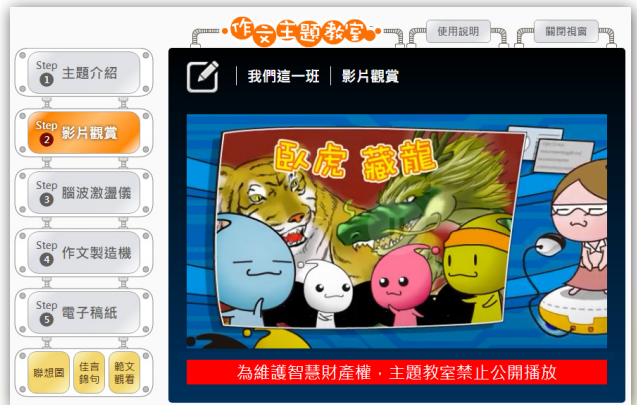 作文主題教室
使用說明
關閉視窗
Step 1 主題介紹
Step 2 影片觀賞
Step 3 腦波激盪儀
Step 4 作文製造機
Step 5 電子稿紙
聯想圖
佳言
錦句
範文
觀看
我們這一班 影片觀賞
臥虎藏龍
為維護智慧財產權，主題教室禁止公開播放